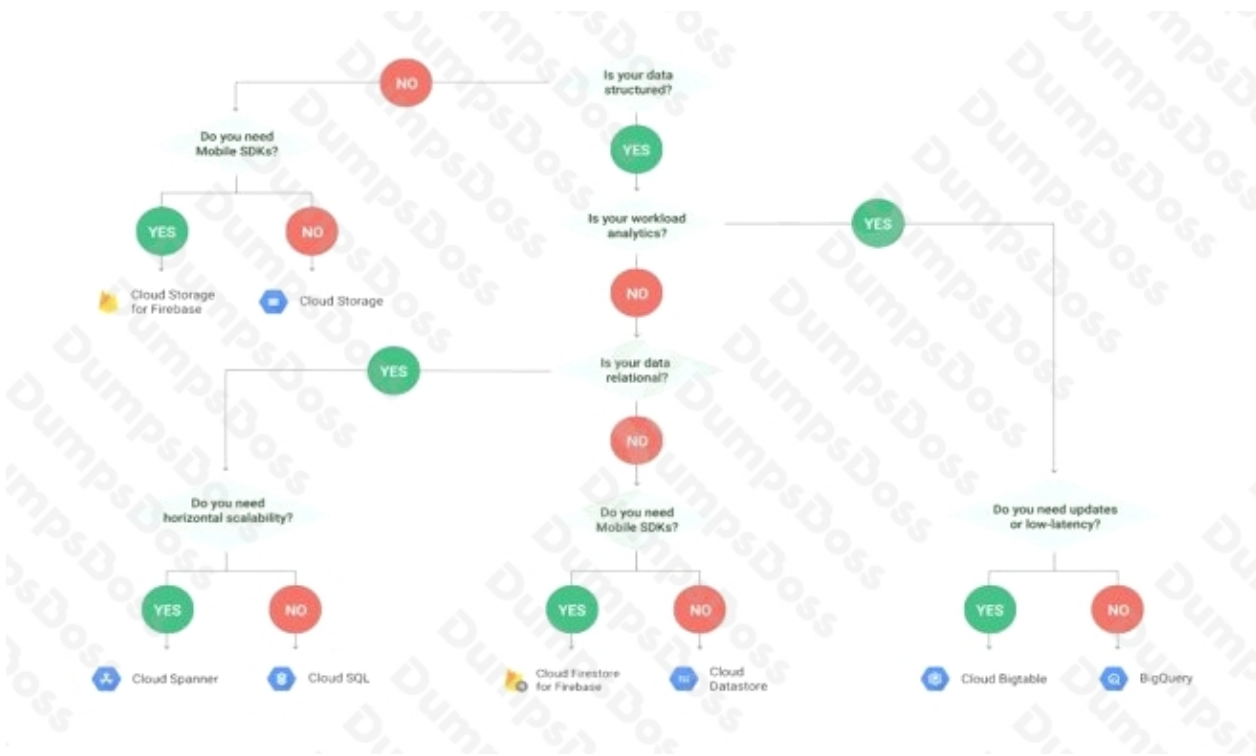 Is your data
structured?
NO
Do you need
Mobile SDKs?
YES
YES
NO
Cloud Storage
for Firebase
Cloud Storage
Is your workload
analytics?
YES
NO
Is your data
relational?
YES
NO
Do you need
horizontal scalability?
Do you need
Mobile SDKs?
Do you need updates
or low-latency?
YES
NO
YES
NO
YES
NO
Cloud Spanner
Cloud SQL
Cloud Firestore
for Firebase
Cloud
Datastore
Cloud Bigtable
BigQuery
DumpsDoss